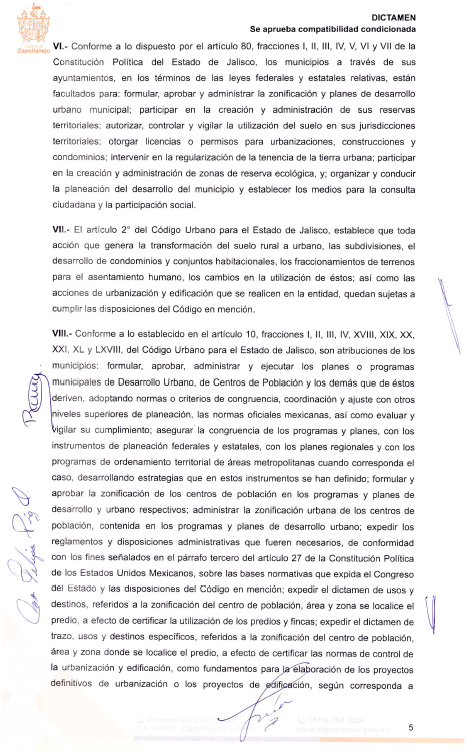 DICTAMEN
Se aprueba compatibilidad condicionada
Zapotlanejo
VI.- Conforme a lo dispuesto por el artículo 80, fracciones I, II, III, IV, V, VI y VII de la
Constitución Política del Estado de Jalisco, los municipios a través de sus
ayuntamientos, en los términos de las leyes federales y estatales relativas, están
facultados para: formular, aprobar y administrar la zonificación y planes de desarrollo
urbano municipal; participar en la creación y administración de sus reservas
territoriales; autorizar, controlar y vigilar la utilización del suelo en sus jurisdicciones
territoriales; otorgar licencias o permisos para urbanizaciones, construcciones y
condominios; intervenir en la regularización de la tenencia de la tierra urbana; participar
en la creación y administración de zonas de reserva ecológica, y; organizar y conducir
la planeación del desarrollo del municipio y establecer los medios para la consulta
ciudadana y la participación social.
VII.- El artículo 2° del Código Urbano para el Estado de Jalisco, establece que toda
acción que genera la transformación del suelo rural a urbano, las subdivisiones, el
desarrollo de condominios y conjuntos habitacionales, los fraccionamientos de terrenos
para el asentamiento humano, los cambios en la utilización de éstos; así como las
acciones de urbanización y edificación que se realicen en la entidad, quedan sujetas a
cumplir las disposiciones del Código en mención.
VIII.- Conforme a lo establecido en el artículo 10, fracciones I, II, III, IV, XVIII, XIX, XX,
XXI, XL y LXVIII, del Código Urbano para el Estado de Jalisco, son atribuciones de los
municipios: formular, aprobar, administrar y ejecutar los planes o programas
municipales de Desarrollo Urbano, de Centros de Población y los demás que de éstos
deriven, adoptando normas o criterios de congruencia, coordinación y ajuste con otros
niveles superiores de planeación, las normas oficiales mexicanas, así como evaluar y
vigilar su cumplimiento; asegurar la congruencia de los programas y planes, con los
instrumentos de planeación federales y estatales, con los planes regionales y con los
programas de ordenamiento territorial de áreas metropolitanas cuando corresponda el
caso, desarrollando estrategias que en estos instrumentos se han definido; formular y
aprobar la zonificación de los centros de población en los programas y planes de
desarrollo y urbano respectivos; administrar la zonificación urbana de los centros de
población, contenida en los programas y planes de desarrollo urbano; expedir los
reglamentos y disposiciones administrativas que fueren necesarios, de conformidad
con los fines señalados en el párrafo tercero del artículo 27 de la Constitución Política
de los Estados Unidos Mexicanos, sobre las bases normativas que expida el Congreso
del Estado y las disposiciones del Código en mención; expedir el dictamen de usos y
destinos, referidos a la zonificación del centro de población, área y zona se localice el
predio, a efecto de certificar la utilización de los predios y fincas; expedir el dictamen de
trazo, usos y destinos específicos, referidos a la zonificación del centro de población,
área y zona donde se localice el predio, a efecto de certificar las normas de control de
la urbanización y edificación, como fundamentos para la elaboración de los proyectos
definitivos de urbanización o los proyectos de edificación, según corresponda a
5